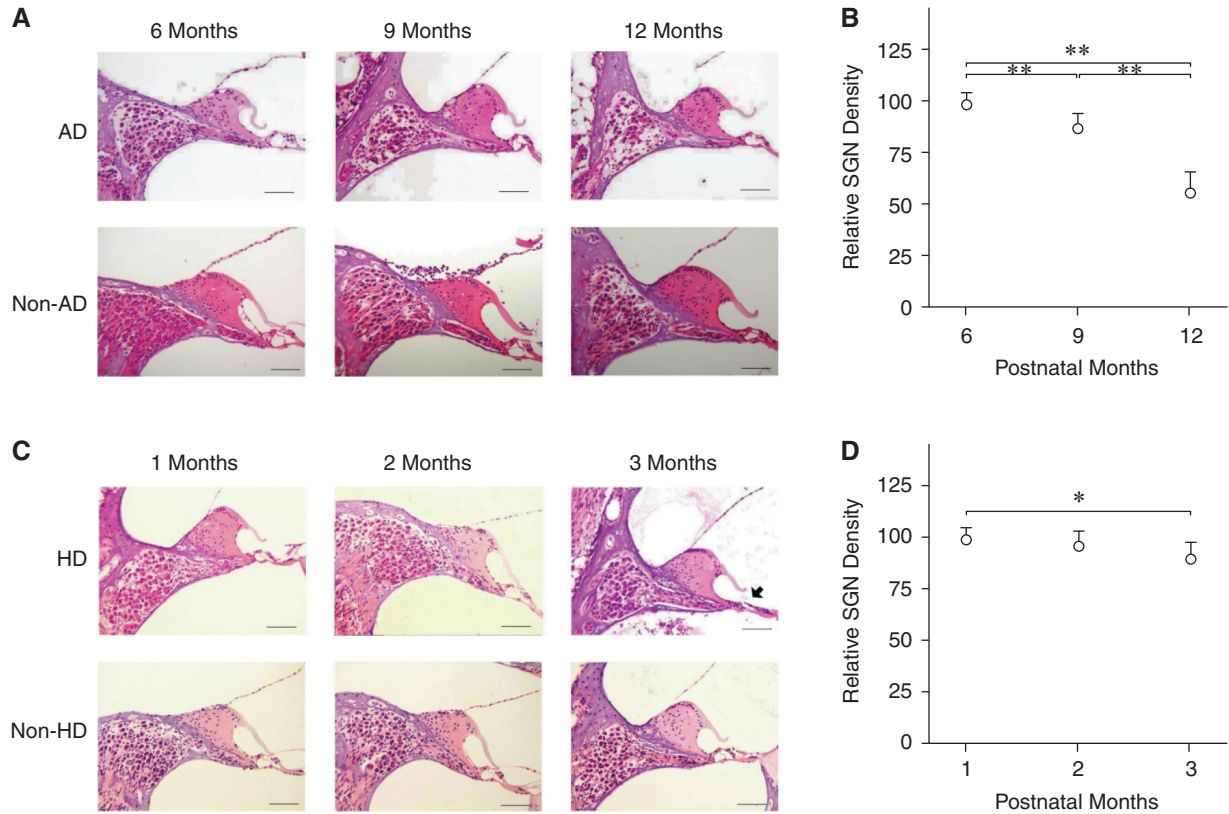 A
6 Months
9 Months
12 Months
AD
Non-AD
B
125
100
75
50
25
0
Relative SGN Density
**
**
**
6
9
12
Postnatal Months
C
1 Months
2 Months
3 Months
HD
Non-HD
D
125
100
75
50
25
0
Relative SGN Density
*
1
2
3
Postnatal Months